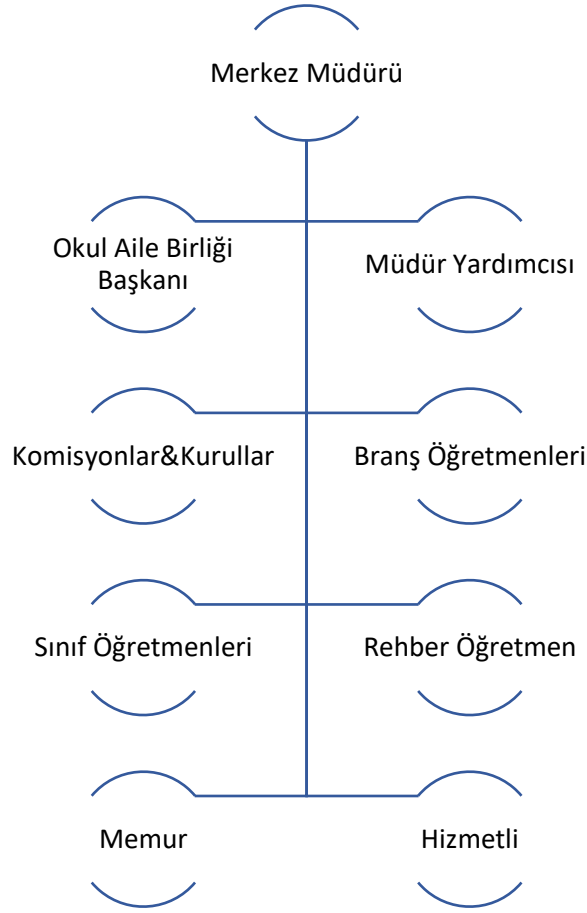 Merkez Müdürü
Okul Aile Birliği
Başkanı
Müdür Yardımcısı
Komisyonlar&Kurullar
Branş Öğretmenleri
Sınıf Öğretmenleri
Rehber Öğretmen
Memur
Hizmetli